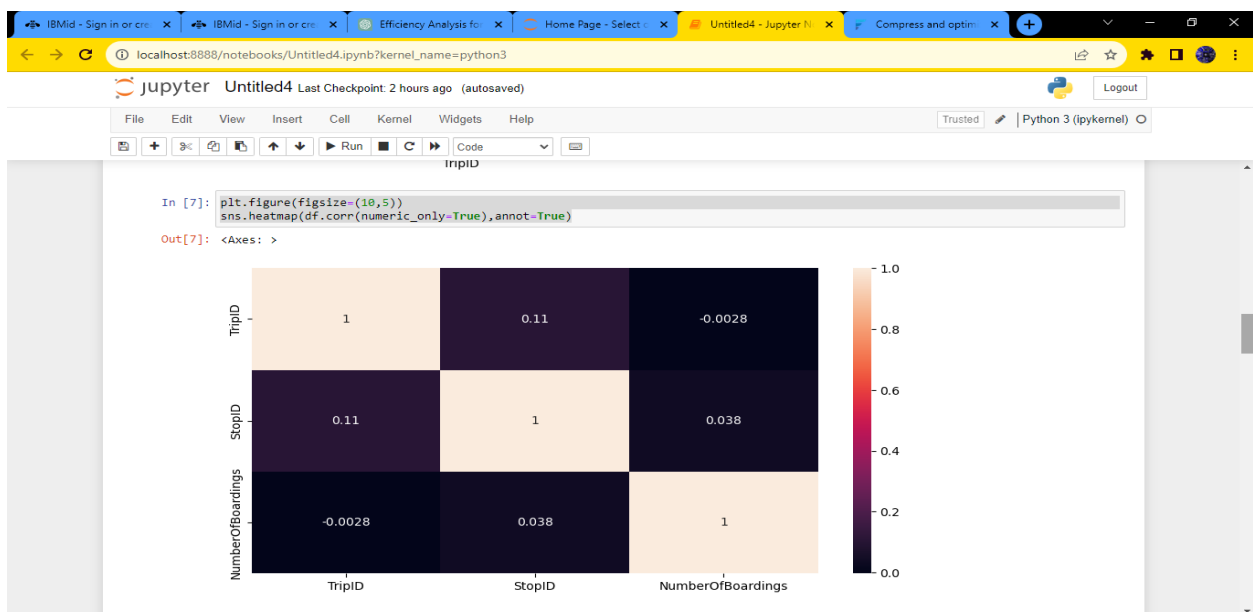 IBMid - Sign in or cre
IBMid - Sign in or cre
Efficiency Analysis for
Home Page - Select o
Untitled4 - Jupyter N
Compress and optim
localhost:8888/notebooks/Untitled4.ipynb?kernel_name=python3
jupyter Untitled4 Last Checkpoint: 2 hours ago (autosaved)
Logout
File Edit View Insert Cell Kernel Widgets Help
Trusted Python 3 (ipykernel)
Run Code
TripID
In [7]: plt.figure(figsize=(10,5))
sns.heatmap(df.corr(numeric_only=True),annot=True)
Out[7]: <Axes: >
TripID 1 0.11 -0.0028
StopID 0.11 1 0.038
NumberOfBoardings -0.0028 0.038 1
TripID StopID NumberOfBoardings
1.0
0.8
0.6
0.4
0.2
0.0